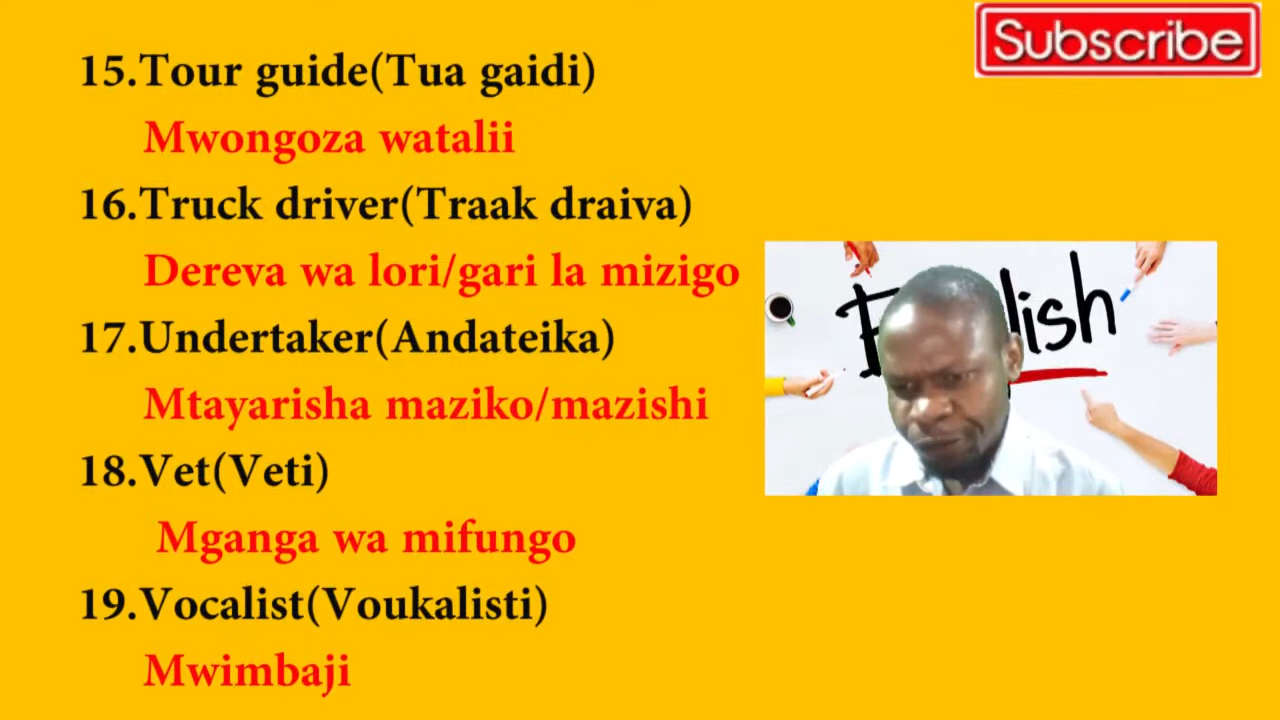 Subscribe
15.Tour guide(Tua gaidi)
Mwongoza watalii
16.Truck driver(Traak draiva)
Dereva wa lori/gari la mizigo
17.Undertaker(Andateika)
Mtayarisha maziko/mazishi
18.Vet(Veti)
Mganga wa mifungo
19.Vocalist(Voukalisti)
Mwimbaji